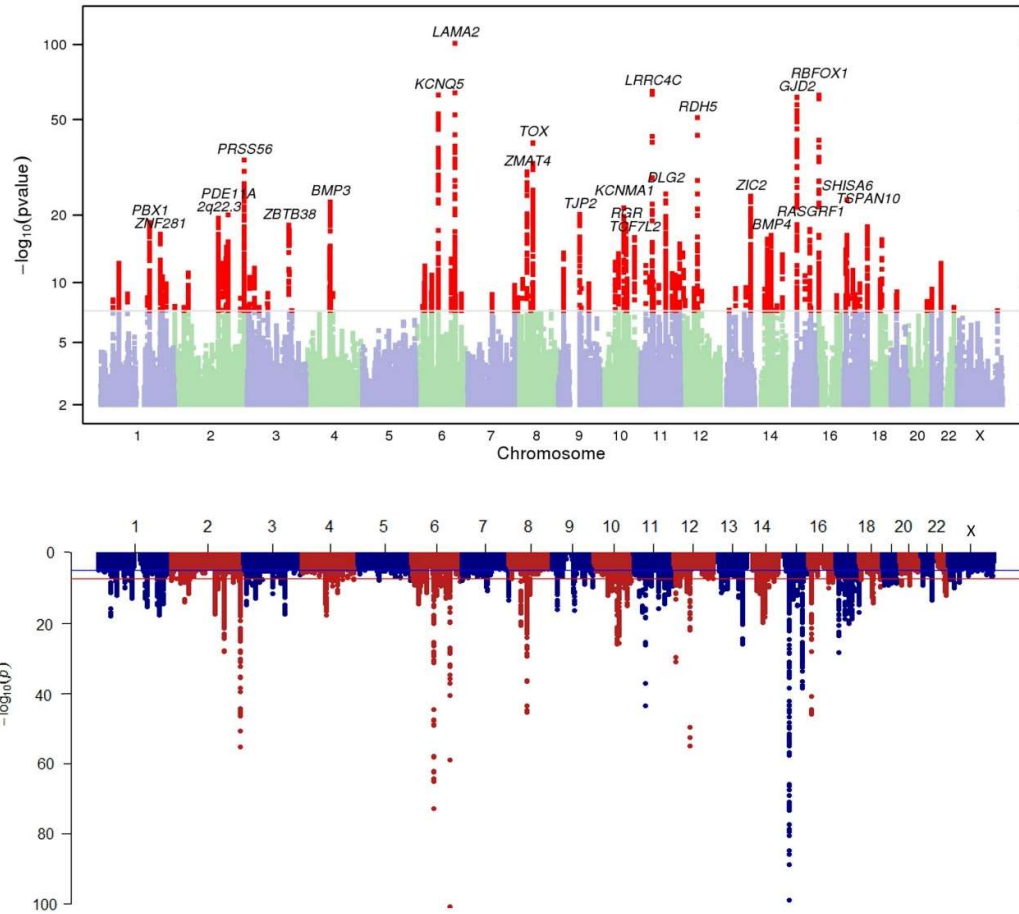 LAMA2
100
KCNQ5
LRRC4C
RBFOX1
GJD2
50
RDH5
TOX
PRSS56
ZMAT4
DLG2
PDE11A
BMP3
KCNMA1
ZIC2
SHISA6
2q22.3
TSPAN10
PBX1
ZBTB38
TJP2
RGR
RASGRF1
ZNF281
TCF7L2
BMP4
20
10
5
2
−log10(pvalue)
1 2 3 4 5 6 7 8 9 10 11 12 14 16 18 20 22 X
Chromosome
1 2 3 4 5 6 7 8 9 10 11 12 13 14 16 18 20 22 X
0
20
40
60
80
100
−log10(p)